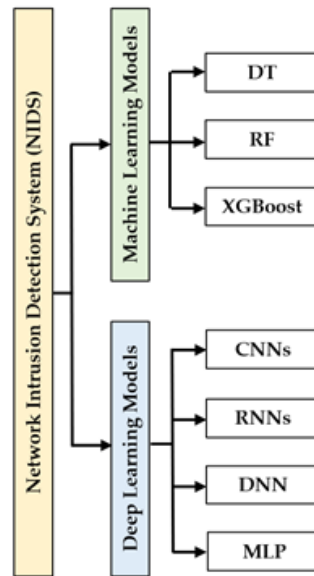 Network Intrusion Detection System (NIDS)
Machine Learning Models
DT
RF
XGBoost
Deep Learning Models
CNNs
RNNs
DNN
MLP